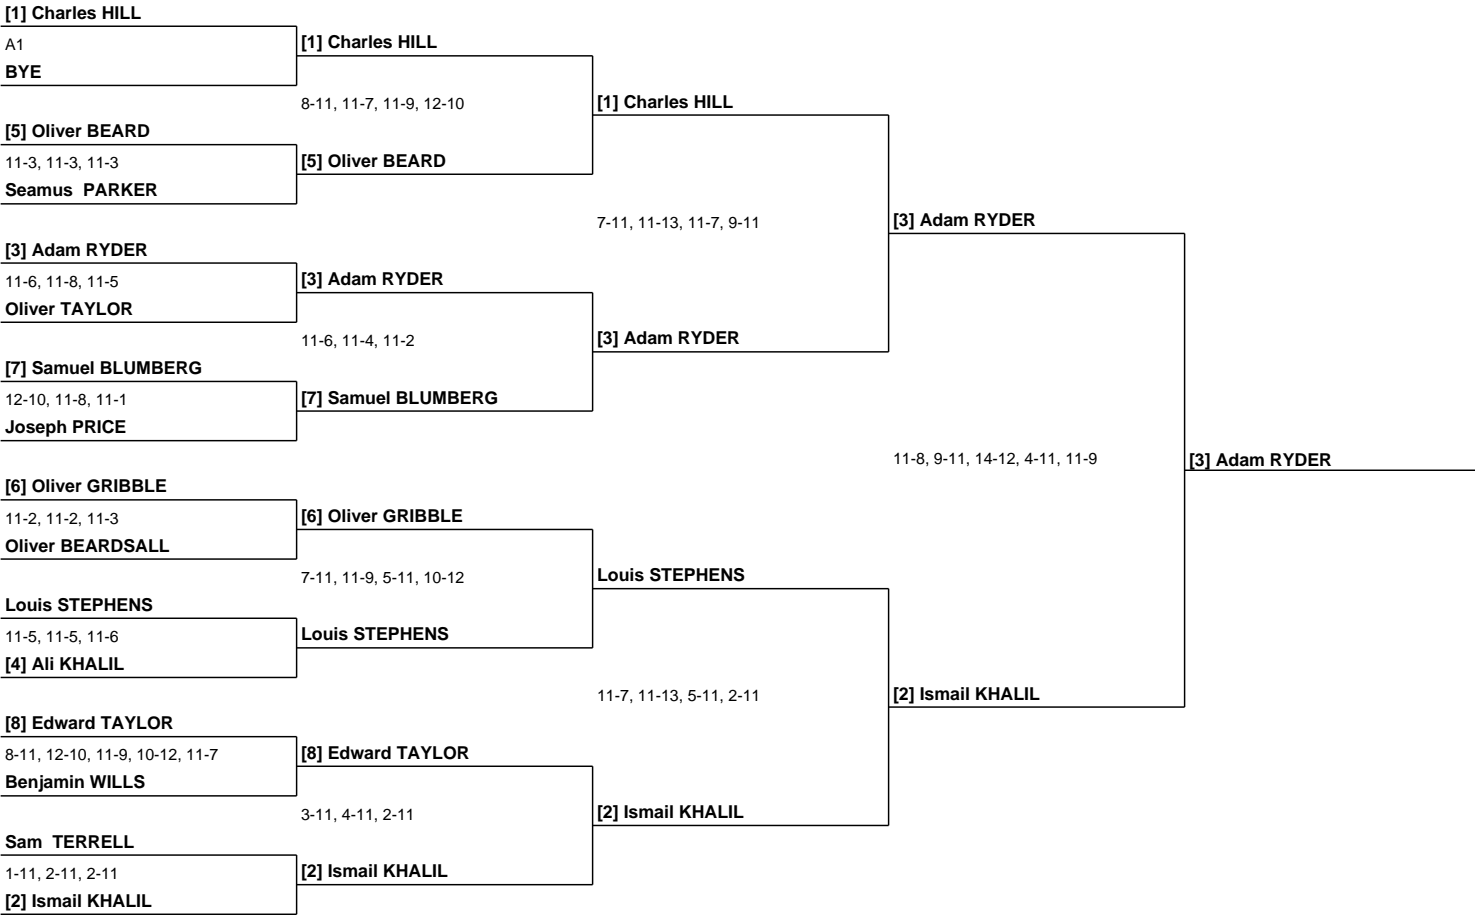 [1] Charles HILL
A1
BYE
[5] Oliver BEARD
11-3, 11-3, 11-3
Seamus  PARKER
[3] Adam RYDER
11-6, 11-8, 11-5
Oliver TAYLOR
[7] Samuel BLUMBERG
12-10, 11-8, 11-1
Joseph PRICE
[6] Oliver GRIBBLE
11-2, 11-2, 11-3
Oliver BEARDSALL
Louis STEPHENS
11-5, 11-5, 11-6
[4] Ali KHALIL
[8] Edward TAYLOR
8-11, 12-10, 11-9, 10-12, 11-7
Benjamin WILLS
Sam  TERRELL
1-11, 2-11, 2-11
[2] Ismail KHALIL
[1] Charles HILL
8-11, 11-7, 11-9, 12-10
[5] Oliver BEARD
[3] Adam RYDER
11-6, 11-4, 11-2
[7] Samuel BLUMBERG
[6] Oliver GRIBBLE
7-11, 11-9, 5-11, 10-12
Louis STEPHENS
[8] Edward TAYLOR
3-11, 4-11, 2-11
[2] Ismail KHALIL
[1] Charles HILL
7-11, 11-13, 11-7, 9-11
[3] Adam RYDER
Louis STEPHENS
11-7, 11-13, 5-11, 2-11
[2] Ismail KHALIL
[3] Adam RYDER
11-8, 9-11, 14-12, 4-11, 11-9
[2] Ismail KHALIL
[3] Adam RYDER